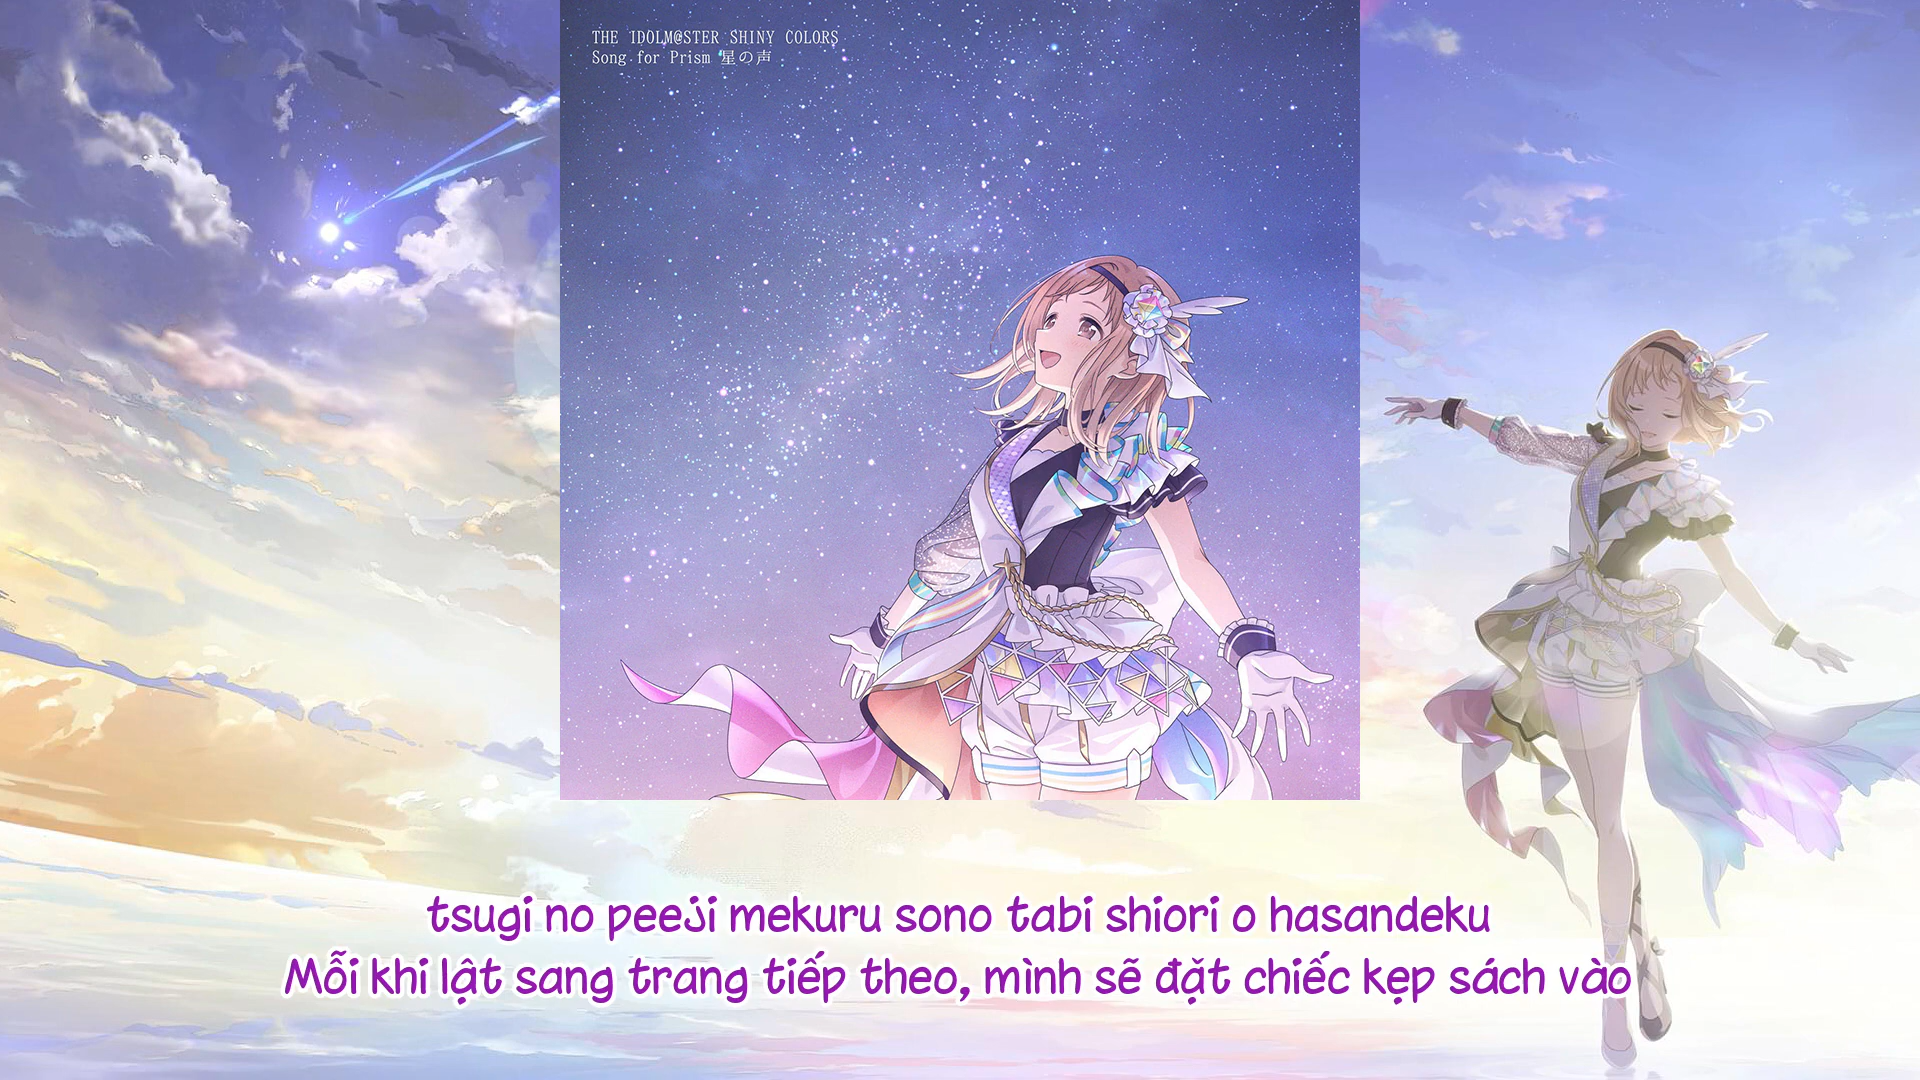 THE IDOLM@STER SHINY COLORS
Song for Prism 星の声
tsugi no peeji mekuru sono tabi shiori o hasandeku
Mỗi khi lật sang trang tiếp theo, mình sẽ đặt chiếc kẹp sách vào